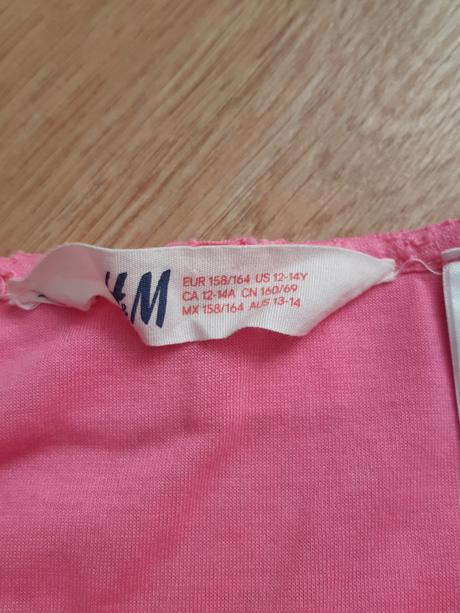 H&M
EUR 158/164 US 12-14Y
CA 12-14A CN 160/69
MX 158/164 AUS 13-14